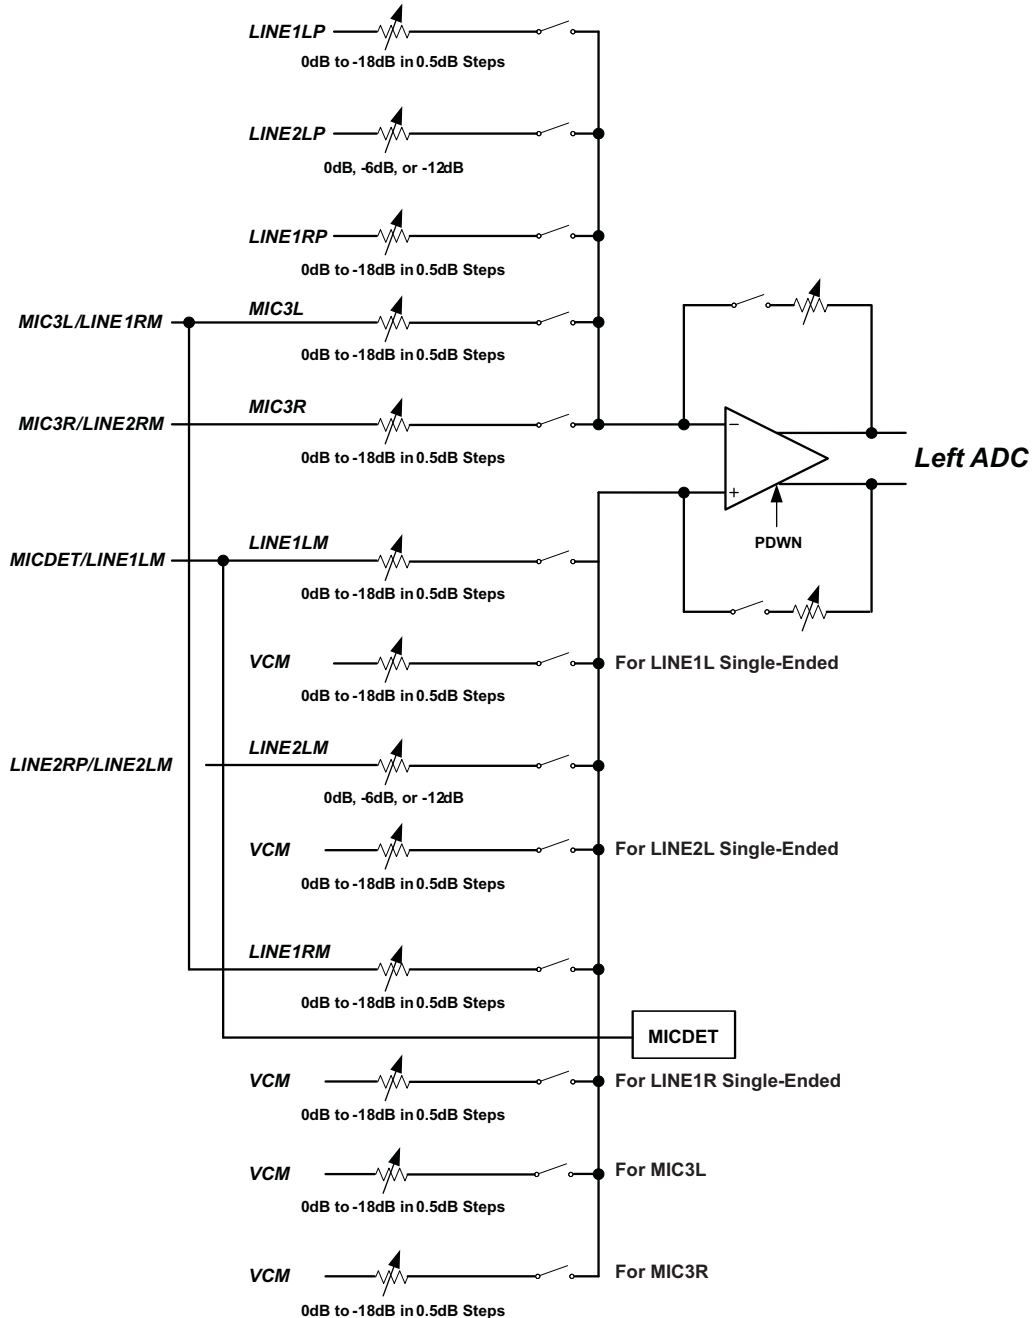 LINE1LP
0dB to -18dB in 0.5dB Steps
LINE2LP
0dB, -6dB, or -12dB
LINE1RP
0dB to -18dB in 0.5dB Steps
MIC3L/LINE1RM
MIC3L
0dB to -18dB in 0.5dB Steps
MIC3R/LINE2RM
MIC3R
0dB to -18dB in 0.5dB Steps
−
+
Left ADC
PDWN
MICDET/LINE1LM
LINE1LM
0dB to -18dB in 0.5dB Steps
VCM
For LINE1L Single-Ended
0dB to -18dB in 0.5dB Steps
LINE2RP/LINE2LM
LINE2LM
0dB, -6dB, or -12dB
VCM
For LINE2L Single-Ended
0dB to -18dB in 0.5dB Steps
LINE1RM
0dB to -18dB in 0.5dB Steps
MICDET
VCM
For LINE1R Single-Ended
0dB to -18dB in 0.5dB Steps
VCM
For MIC3L
0dB to -18dB in 0.5dB Steps
VCM
For MIC3R
0dB to -18dB in 0.5dB Steps